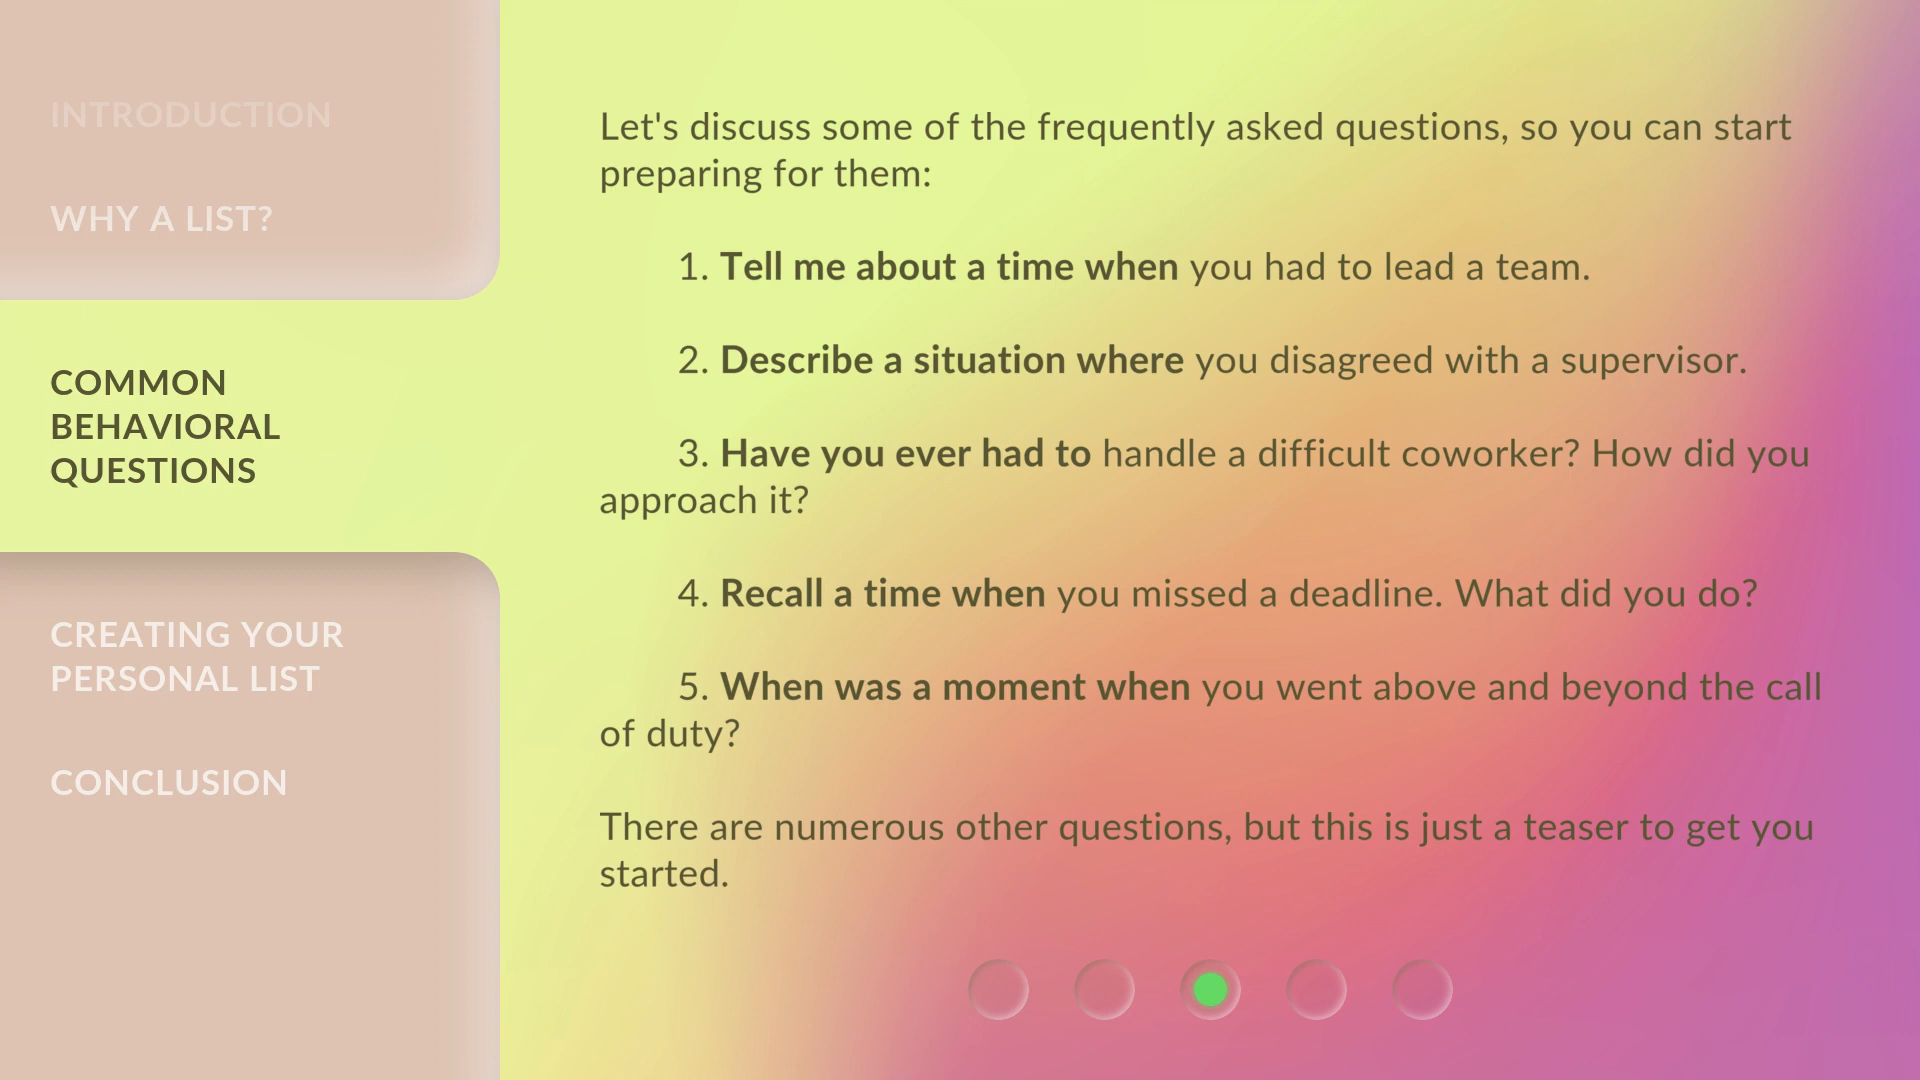 INTRODUCTION
WHY A LIST?
COMMON
BEHAVIORAL
QUESTIONS
CREATING YOUR
PERSONAL LIST
CONCLUSION
Let's discuss some of the frequently asked questions, so you can start
preparing for them:
1. Tell me about a time when you had to lead a team.
2. Describe a situation where you disagreed with a supervisor.
3. Have you ever had to handle a difficult coworker? How did you
approach it?
4. Recall a time when you missed a deadline. What did you do?
5. When was a moment when you went above and beyond the call
of duty?
There are numerous other questions, but this is just a teaser to get you
started.